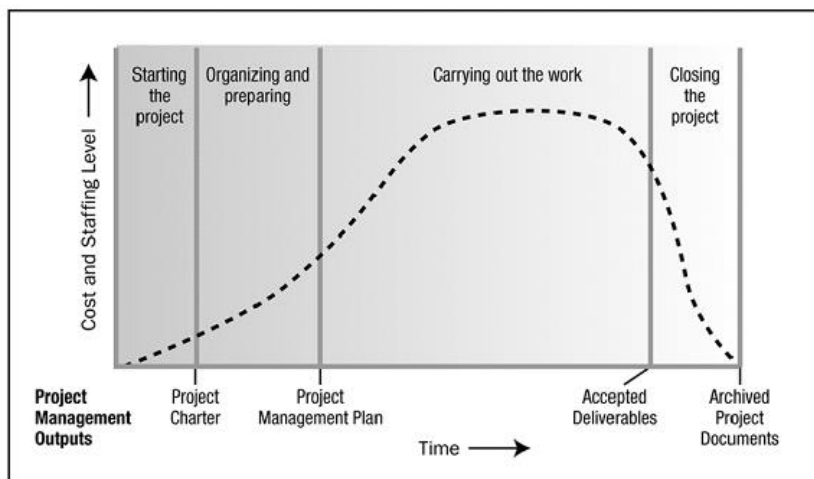 Starting
the
project
Organizing and
preparing
Carrying out the work
Closing
the
project
Cost and Staffing Level
Project
Management
Outputs
Project
Charter
Project
Management Plan
Accepted
Deliverables
Archived
Project
Documents
Time